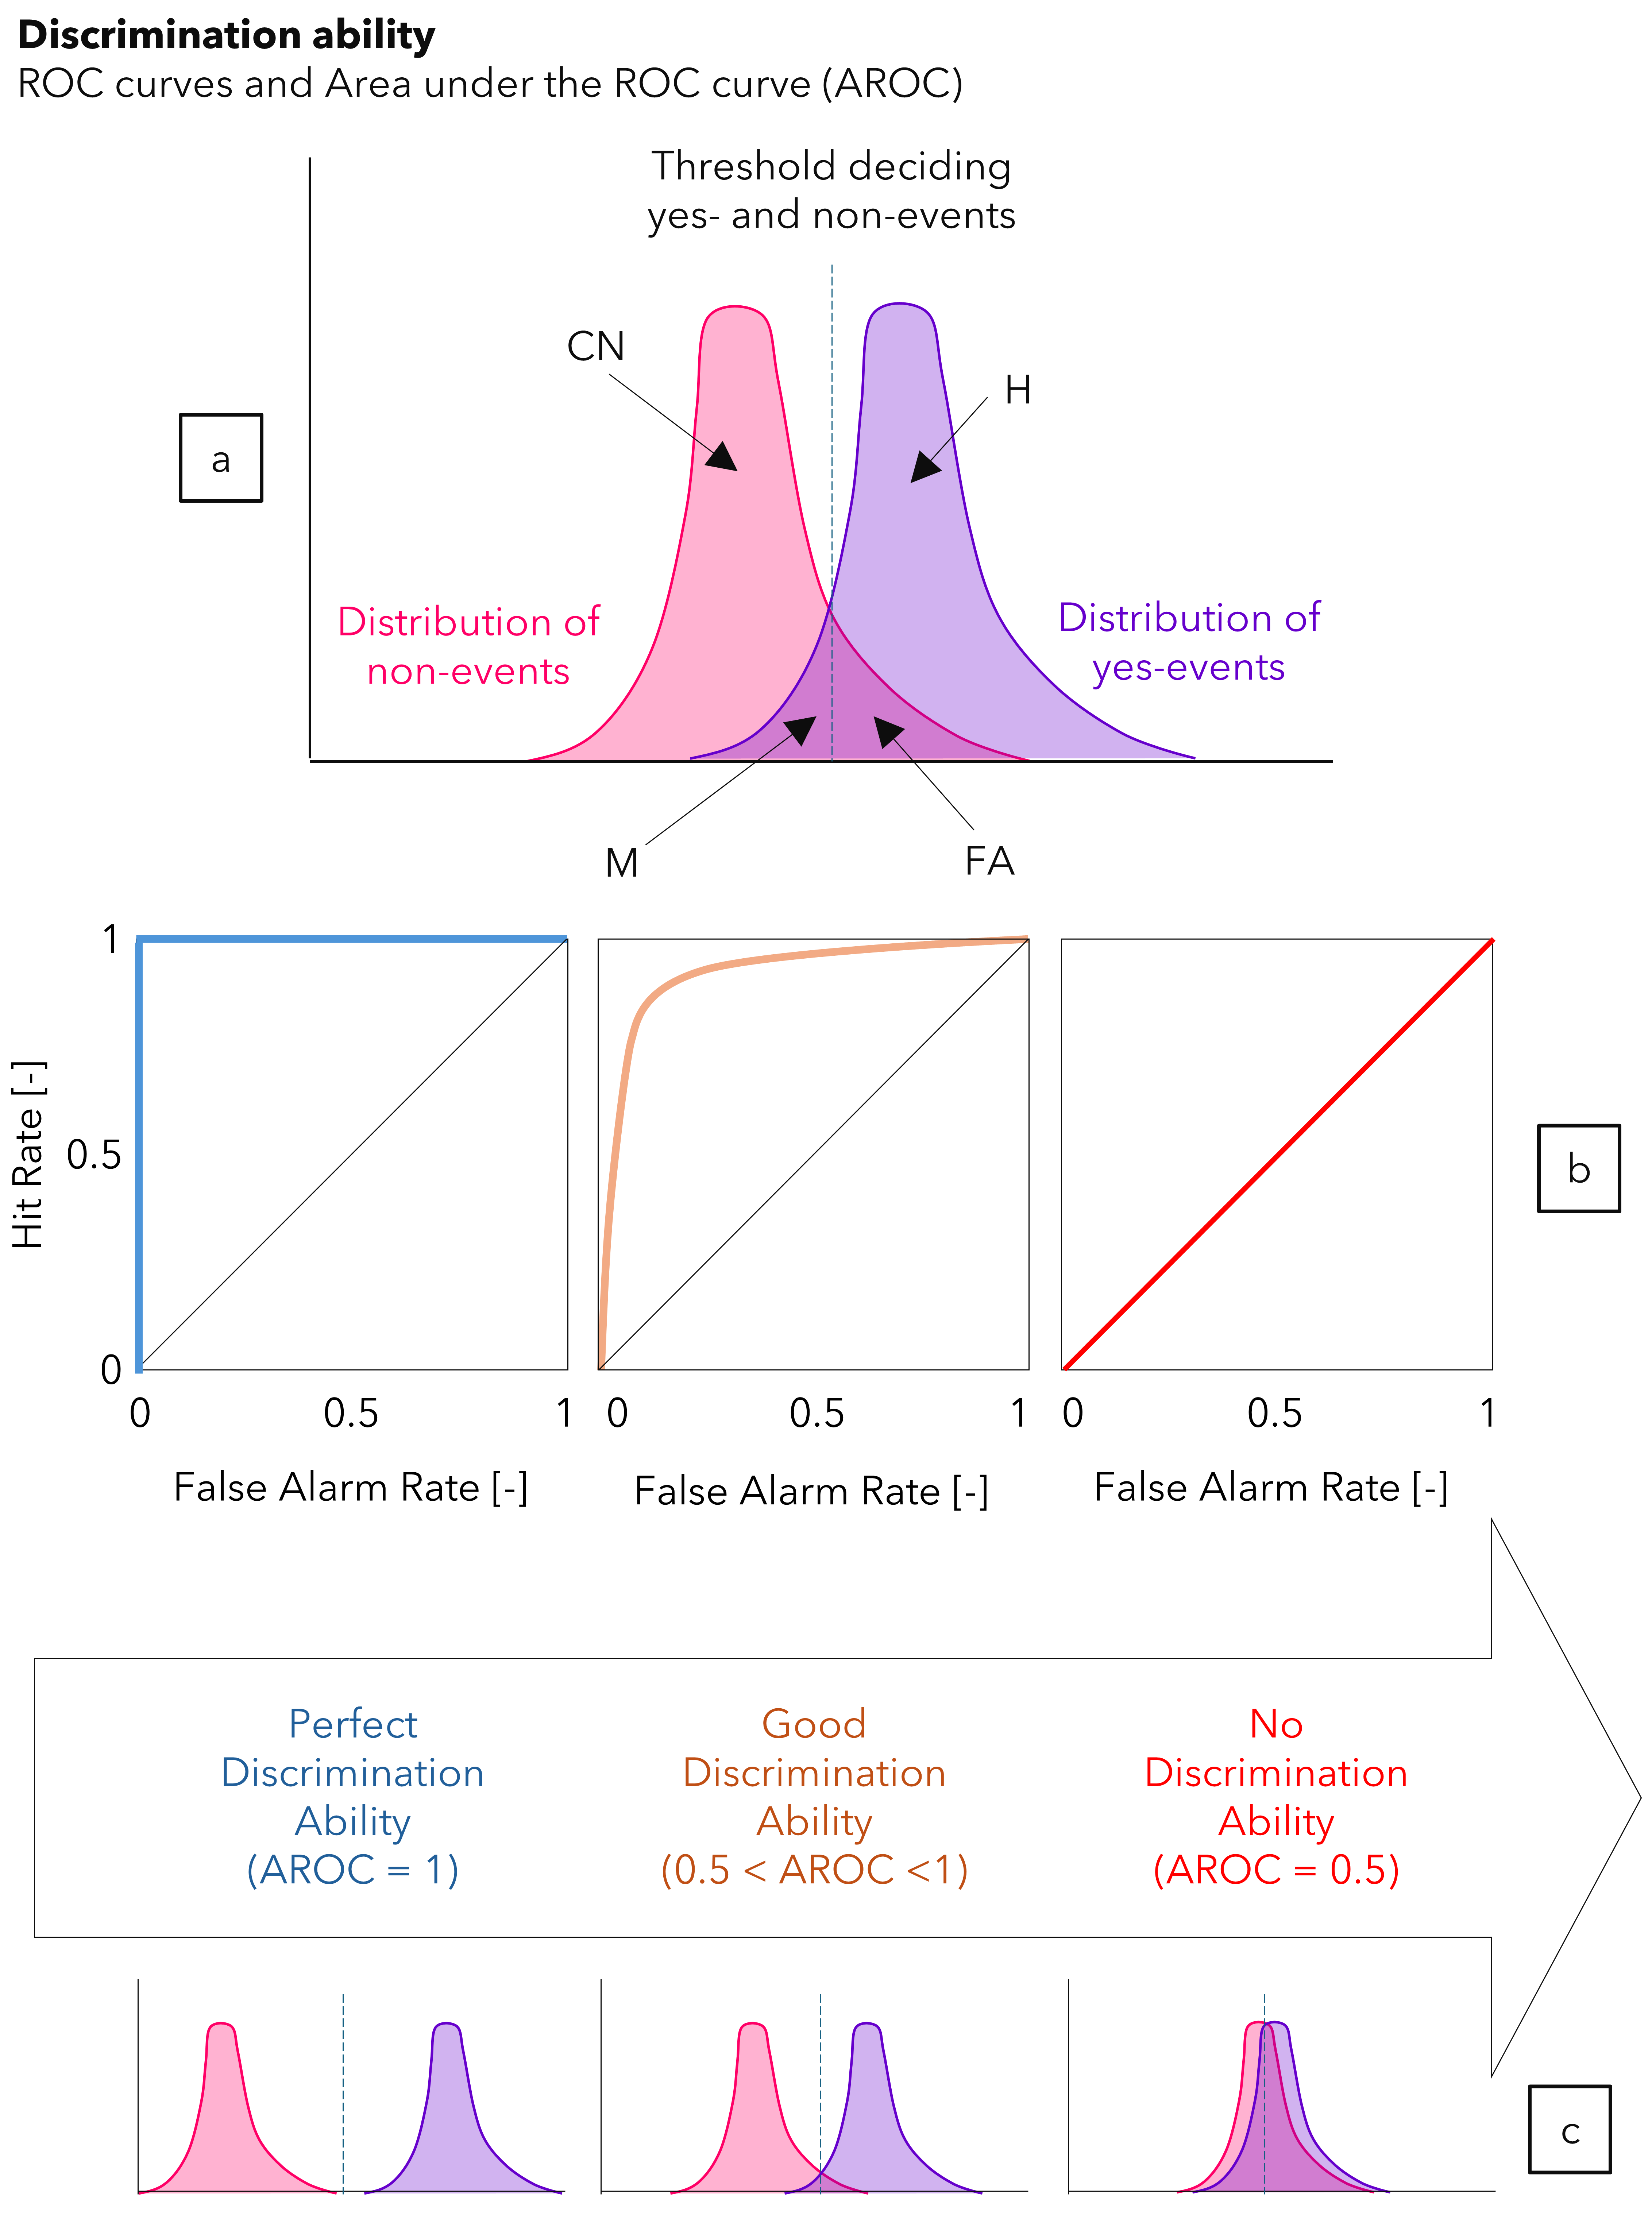 Discrimination ability
ROC curves and Area under the ROC curve (AROC)
Threshold deciding
yes- and non-events
CN
H
a
Distribution of
non-events
Distribution of
yes-events
M
FA
1
0.5
0
Hit Rate [-]
0 0.5 1
0 0.5 1
0 0.5 1
b
False Alarm Rate [-]
False Alarm Rate [-]
False Alarm Rate [-]
Perfect
Discrimination
Ability
(AROC = 1)
Good
Discrimination
Ability
(0.5 < AROC <1)
No
Discrimination
Ability
(AROC = 0.5)
c